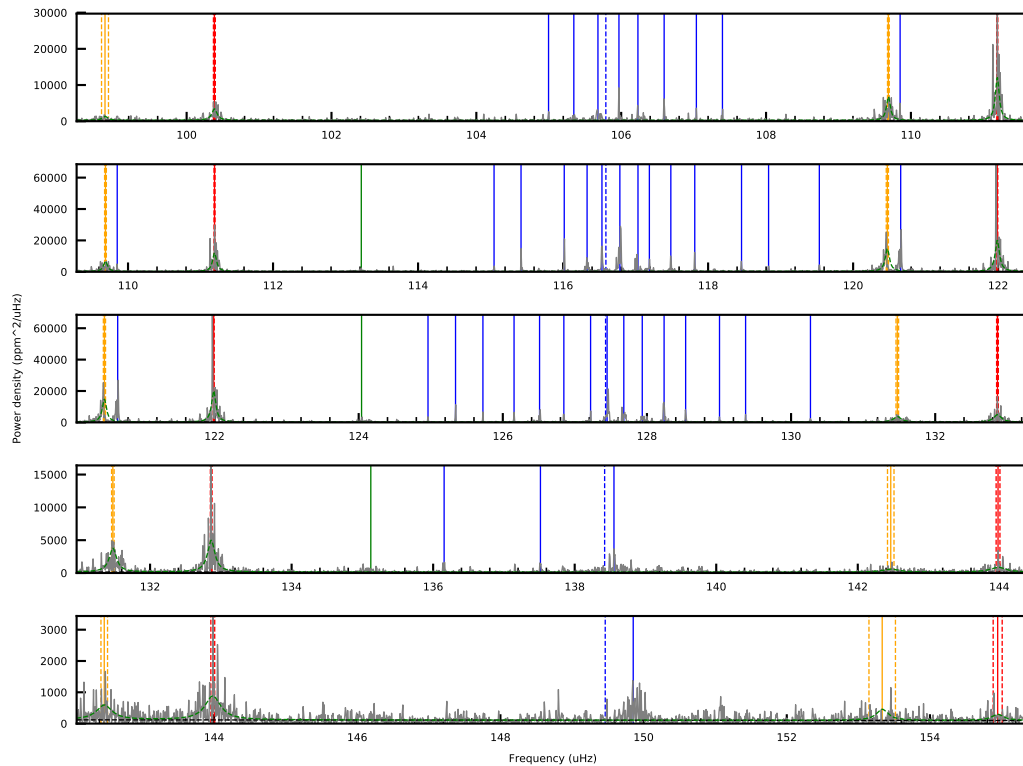 30000
20000
10000
0
100 102 104 106 108 110
60000
40000
20000
0
110 112 114 116 118 120 122
Power density (ppm^2/uHz)
60000
40000
20000
0
122 124 126 128 130 132
15000
10000
5000
0
132 134 136 138 140 142 144
3000
2000
1000
0
144 146 148 150 152 154
Frequency (uHz)